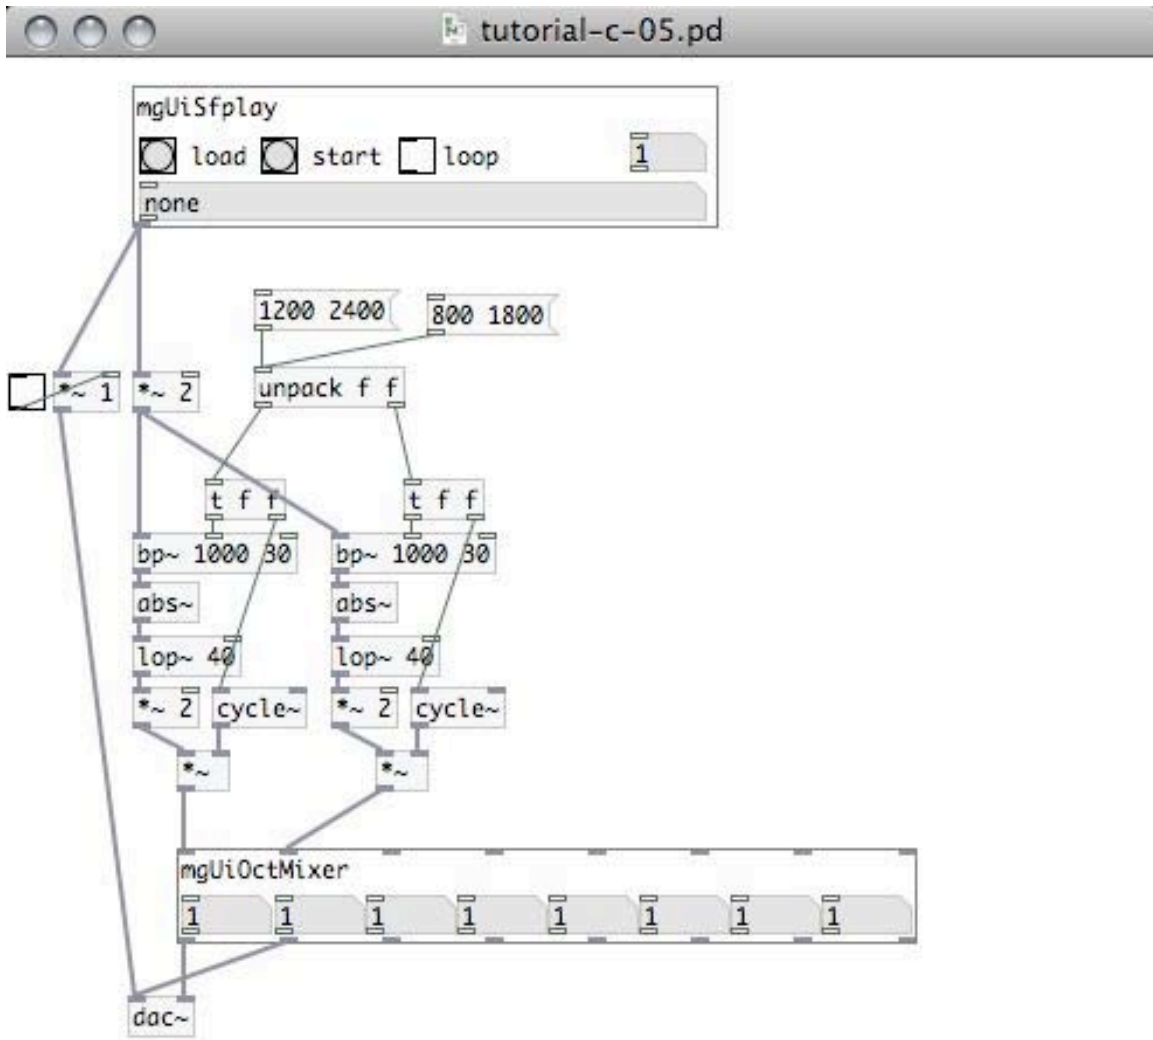 tutorial-c-05.pd
mgUiSfplay
load start loop 1
none
1200 2400 800 1800
*~ 1 *~ 2 unpack f f
t f f t f f
bp~ 1000 30 bp~ 1000 30
abs~ abs~
lop~ 40 lop~ 40
*~ 2 cycle~ *~ 2 cycle~
*~ *~
mgUiOctMixer
1 1 1 1 1 1 1 1
dac~